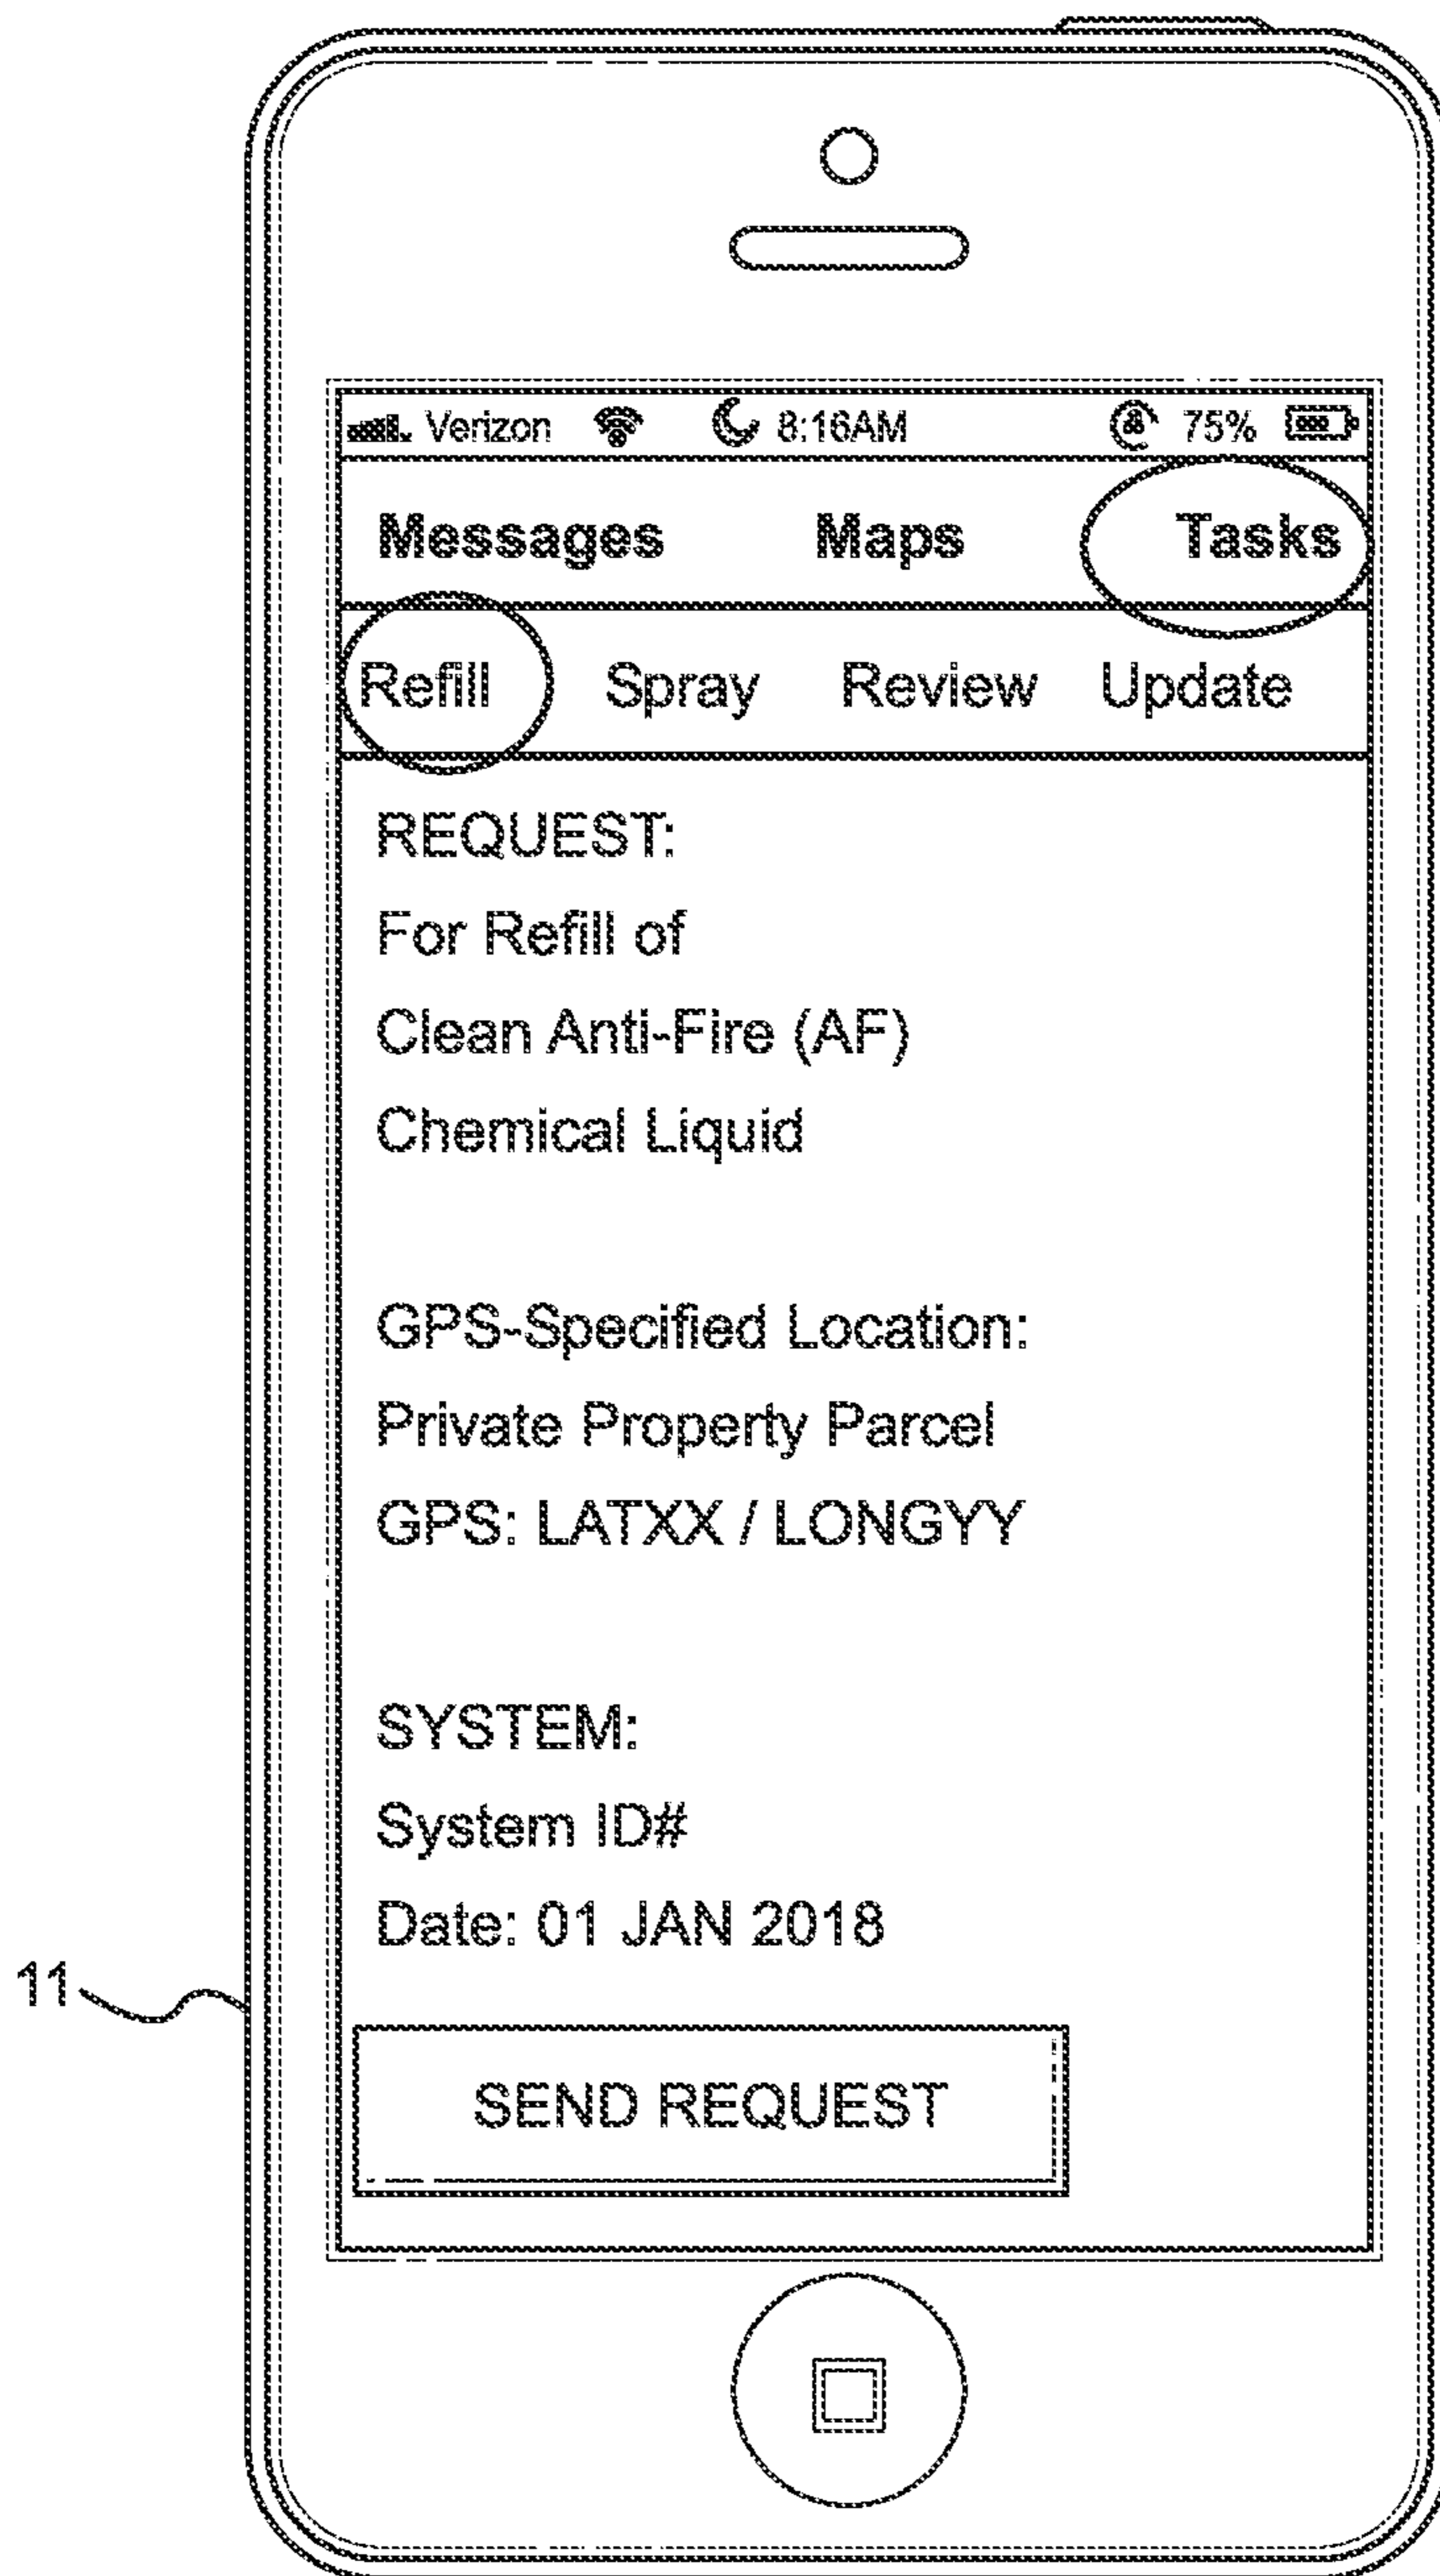 Verizon 8:16AM 75%
Messages Maps Tasks
Refill Spray Review Update
REQUEST:
For Refill of
Clean Anti-Fire (AF)
Chemical Liquid
GPS-Specified Location:
Private Property Parcel
GPS: LATXX / LONGYY
SYSTEM:
System ID#
Date: 01 JAN 2018
11
SEND REQUEST